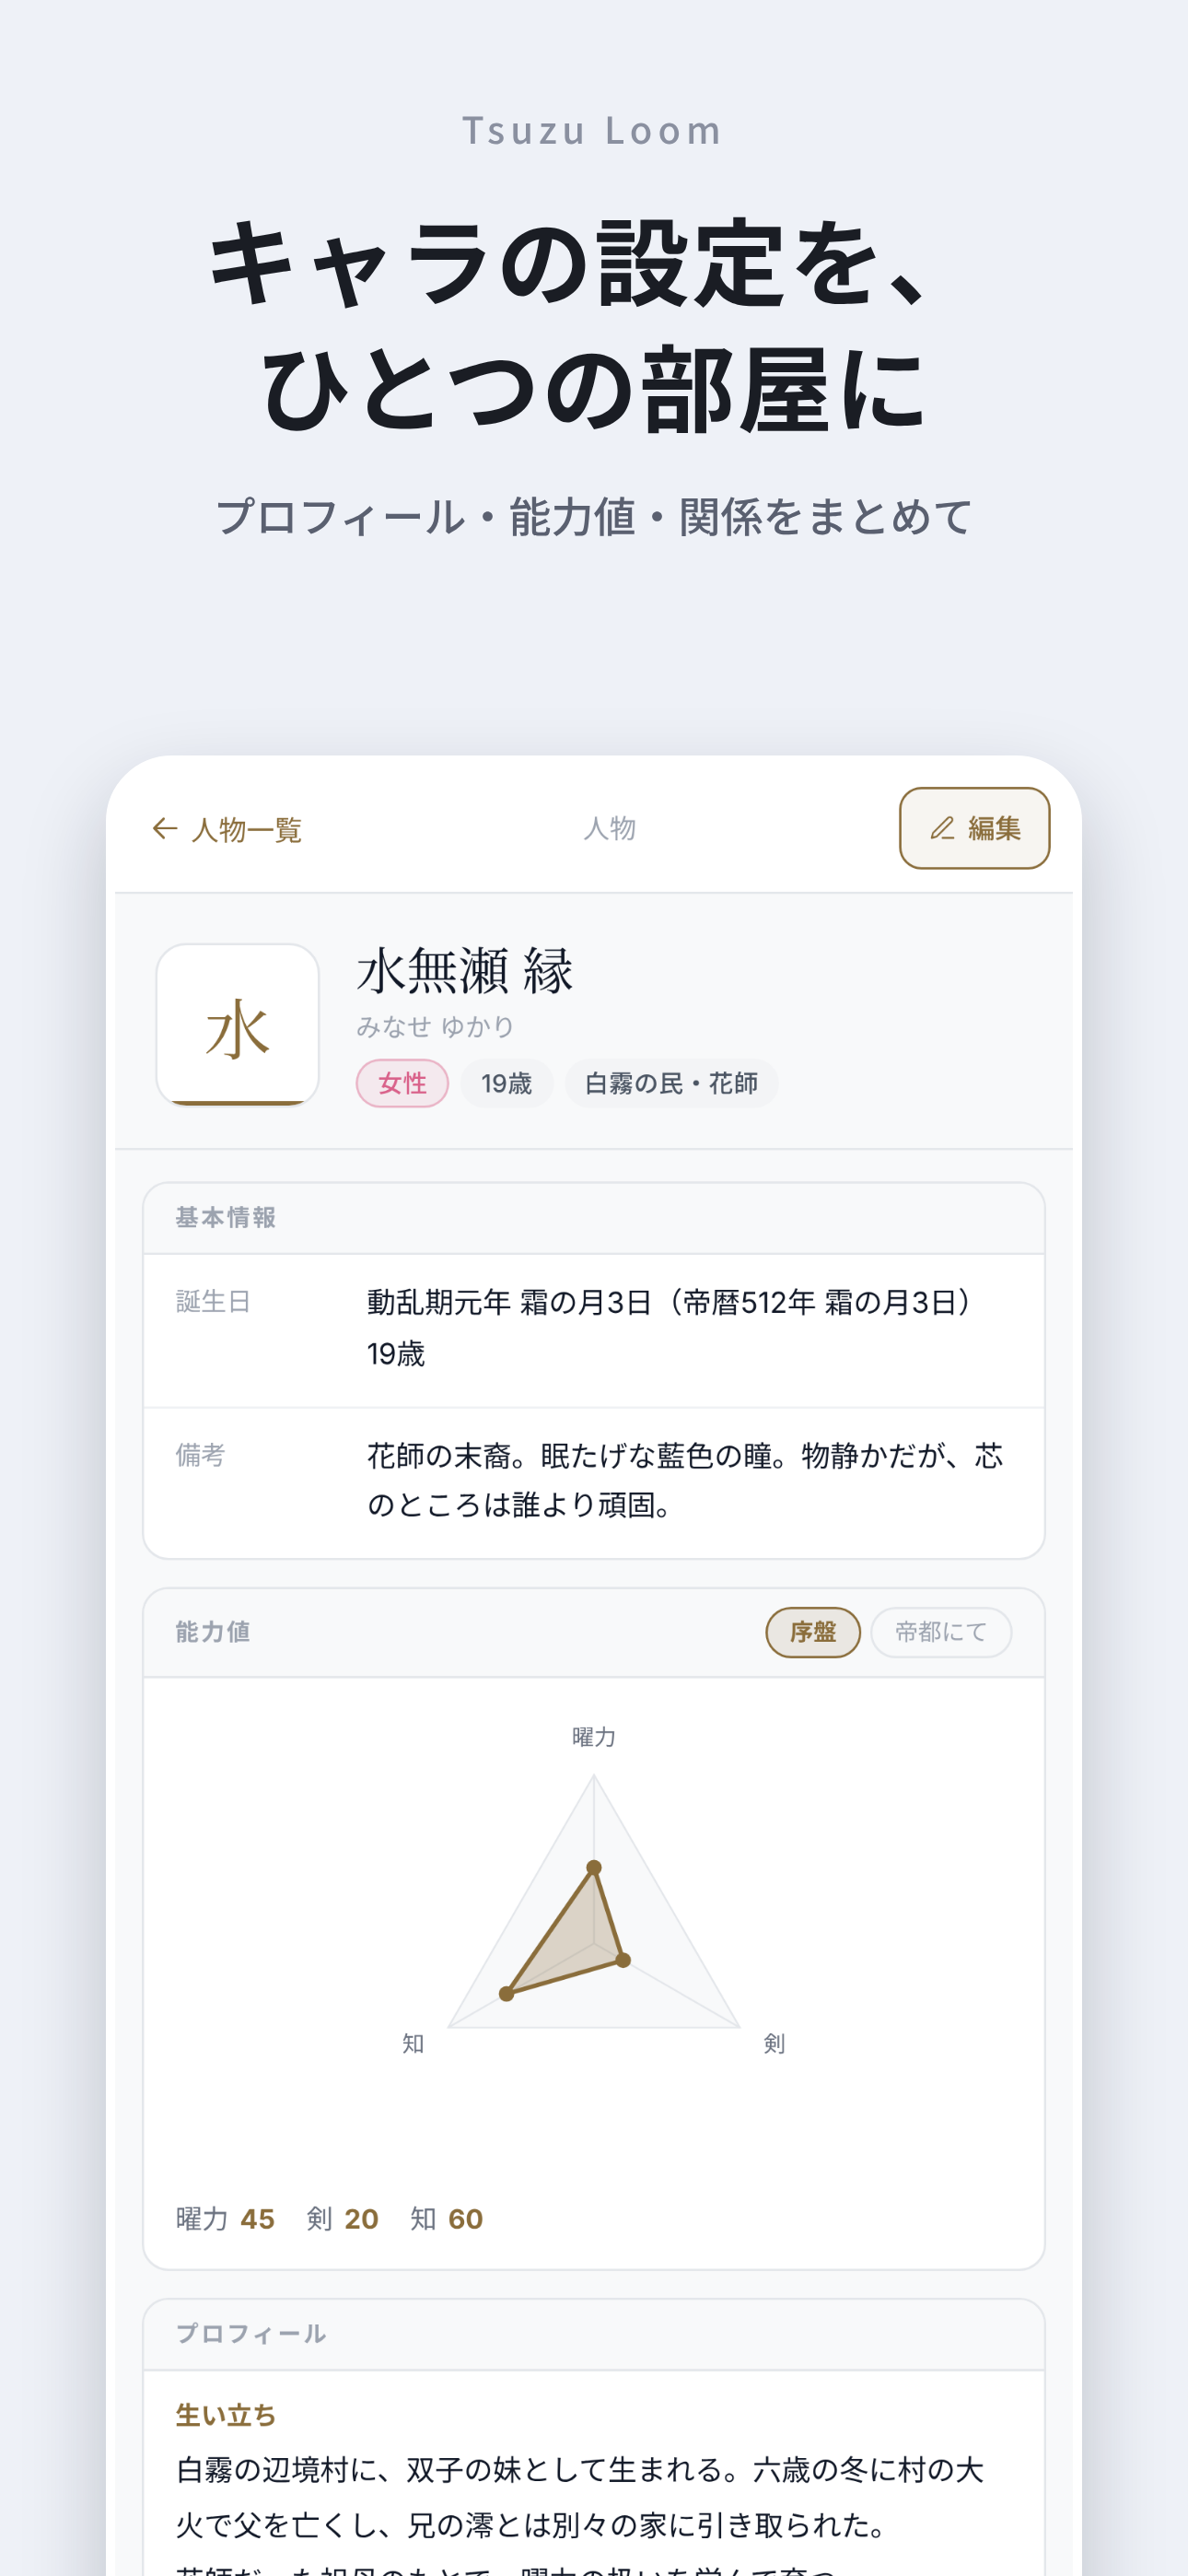 Tsuzu Loom
キャラの設定を、
ひとつの部屋に
プロフィール・能力値・関係をまとめて
← 人物一覧
人物
編集
水
水無瀬 縁
みなせ ゆかり
女性
19歳
白霧の民・花師
基本情報
誕生日
動乱期元年 霜の月3日（帝暦512年 霜の月3日）
19歳
備考
花師の末裔。眠たげな藍色の瞳。物静かだが、芯
のところは誰より頑固。
能力値
序盤
帝都にて
曜力
知
剣
曜力 45 剣 20 知 60
プロフィール
生い立ち
白霧の辺境村に、双子の妹として生まれる。六歳の冬に村の大
火で父を亡くし、兄の澪とは別々の家に引き取られた。